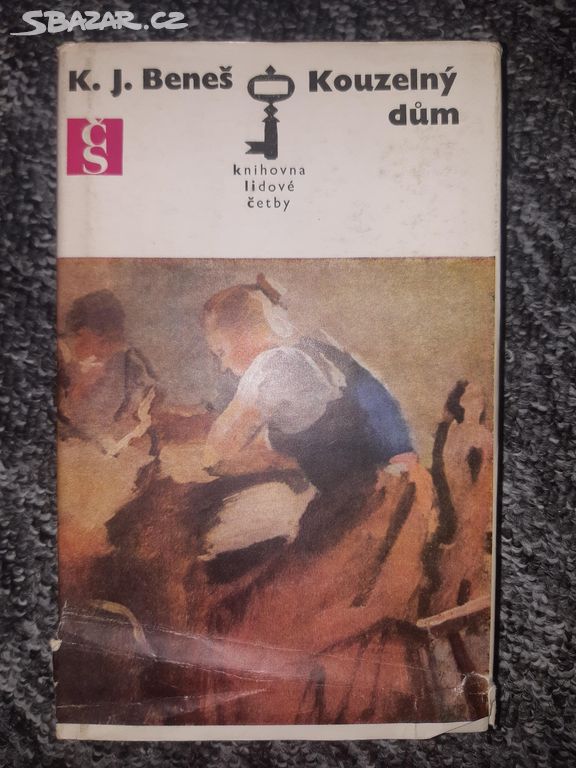 SBAZAR.CZ
K. J. Beneš
Kouzelný
dům
ČS
knihovna
lidové
četby